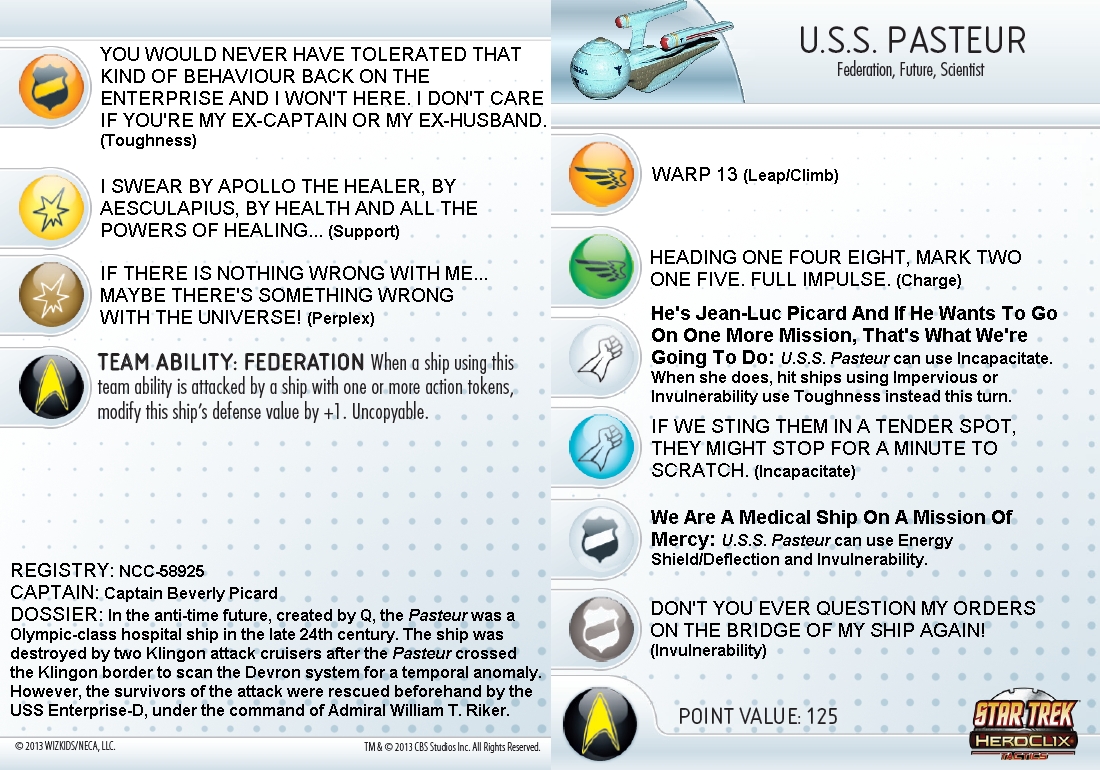 YOU WOULD NEVER HAVE TOLERATED THAT
KIND OF BEHAVIOUR BACK ON THE
ENTERPRISE AND I WON'T HERE. I DON'T CARE
IF YOU'RE MY EX-CAPTAIN OR MY EX-HUSBAND.
(Toughness)
I SWEAR BY APOLLO THE HEALER, BY
AESCULAPIUS, BY HEALTH AND ALL THE
POWERS OF HEALING... (Support)
IF THERE IS NOTHING WRONG WITH ME...
MAYBE THERE'S SOMETHING WRONG
WITH THE UNIVERSE! (Perplex)
TEAM ABILITY: FEDERATION When a ship using this
team ability is attacked by a ship with one or more action tokens,
modify this ship's defense value by +1. Uncopyable.
REGISTRY: NCC-58925
CAPTAIN: Captain Beverly Picard
DOSSIER: In the anti-time future, created by Q, the Pasteur was a
Olympic-class hospital ship in the late 24th century. The ship was
destroyed by two Klingon attack cruisers after the Pasteur crossed
the Klingon border to scan the Devron system for a temporal anomaly.
However, the survivors of the attack were rescued beforehand by the
USS Enterprise-D, under the command of Admiral William T. Riker.
© 2013 WIZKIDS/NECA, LLC.
TM & © 2013 CBS Studios Inc. All Rights Reserved.
U.S.S. PASTEUR
Federation, Future, Scientist
WARP 13 (Leap/Climb)
HEADING ONE FOUR EIGHT, MARK TWO
ONE FIVE. FULL IMPULSE. (Charge)
He's Jean-Luc Picard And If He Wants To Go
On One More Mission, That's What We're
Going To Do: U.S.S. Pasteur can use Incapacitate.
When she does, hit ships using Impervious or
Invulnerability use Toughness instead this turn.
IF WE STING THEM IN A TENDER SPOT,
THEY MIGHT STOP FOR A MINUTE TO
SCRATCH. (Incapacitate)
We Are A Medical Ship On A Mission Of
Mercy: U.S.S. Pasteur can use Energy
Shield/Deflection and Invulnerability.
DON'T YOU EVER QUESTION MY ORDERS
ON THE BRIDGE OF MY SHIP AGAIN!
(Invulnerability)
POINT VALUE: 125
STAR TREK
HEROCLIX
TACTICS